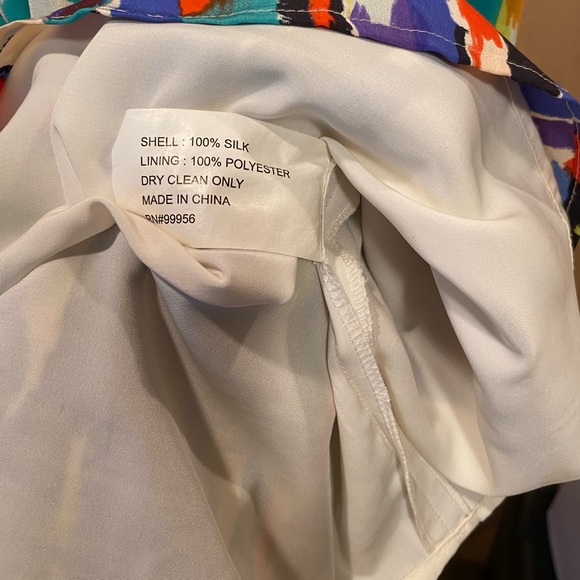 SHELL : 100% SILK
LINING : 100% POLYESTER
DRY CLEAN ONLY
MADE IN CHINA
RN#99956